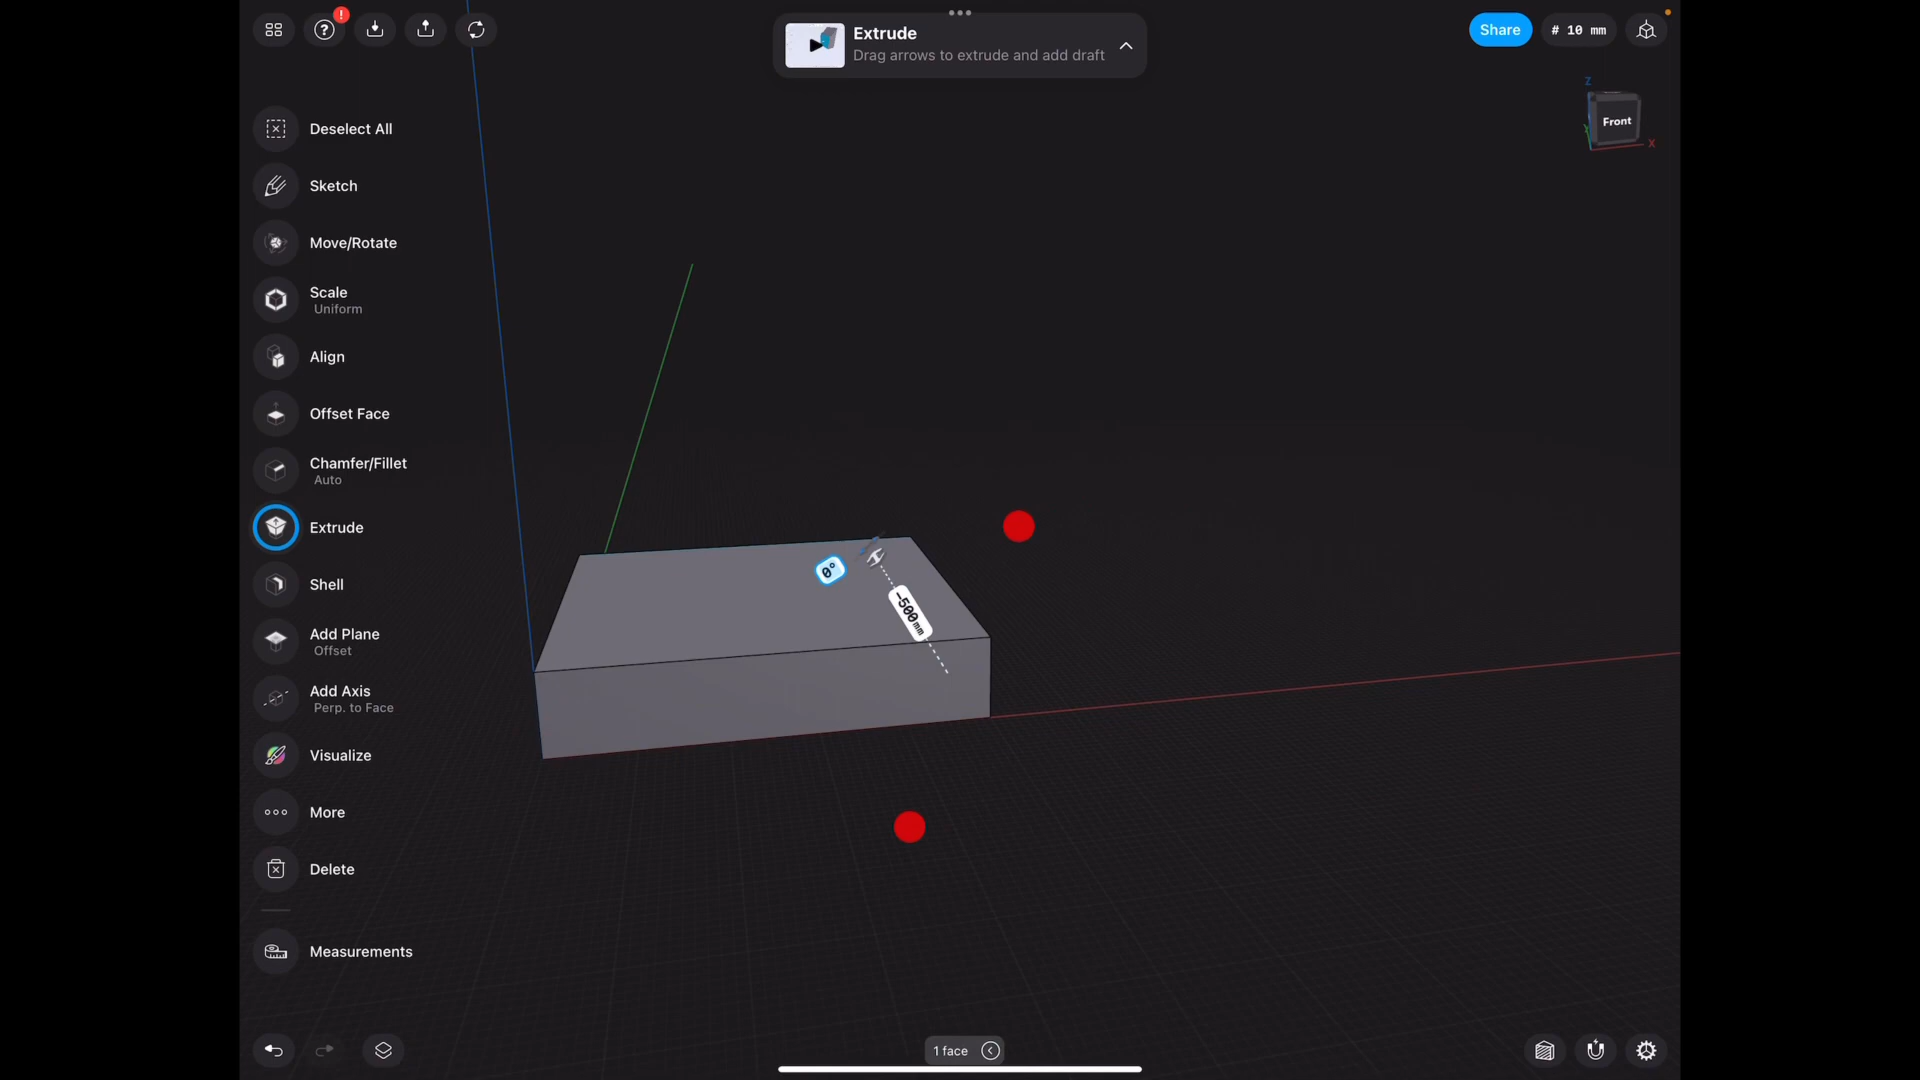 !
?
Extrude
Drag arrows to extrude and add draft
Share
# 10 mm
Z
Front
Y
X
Deselect All
Sketch
Move/Rotate
Scale
Uniform
Align
Offset Face
Chamfer/Fillet
Auto
Extrude
Shell
Add Plane
Offset
Add Axis
Perp. to Face
Visualize
More
Delete
Measurements
0°
-500 mm
1 face